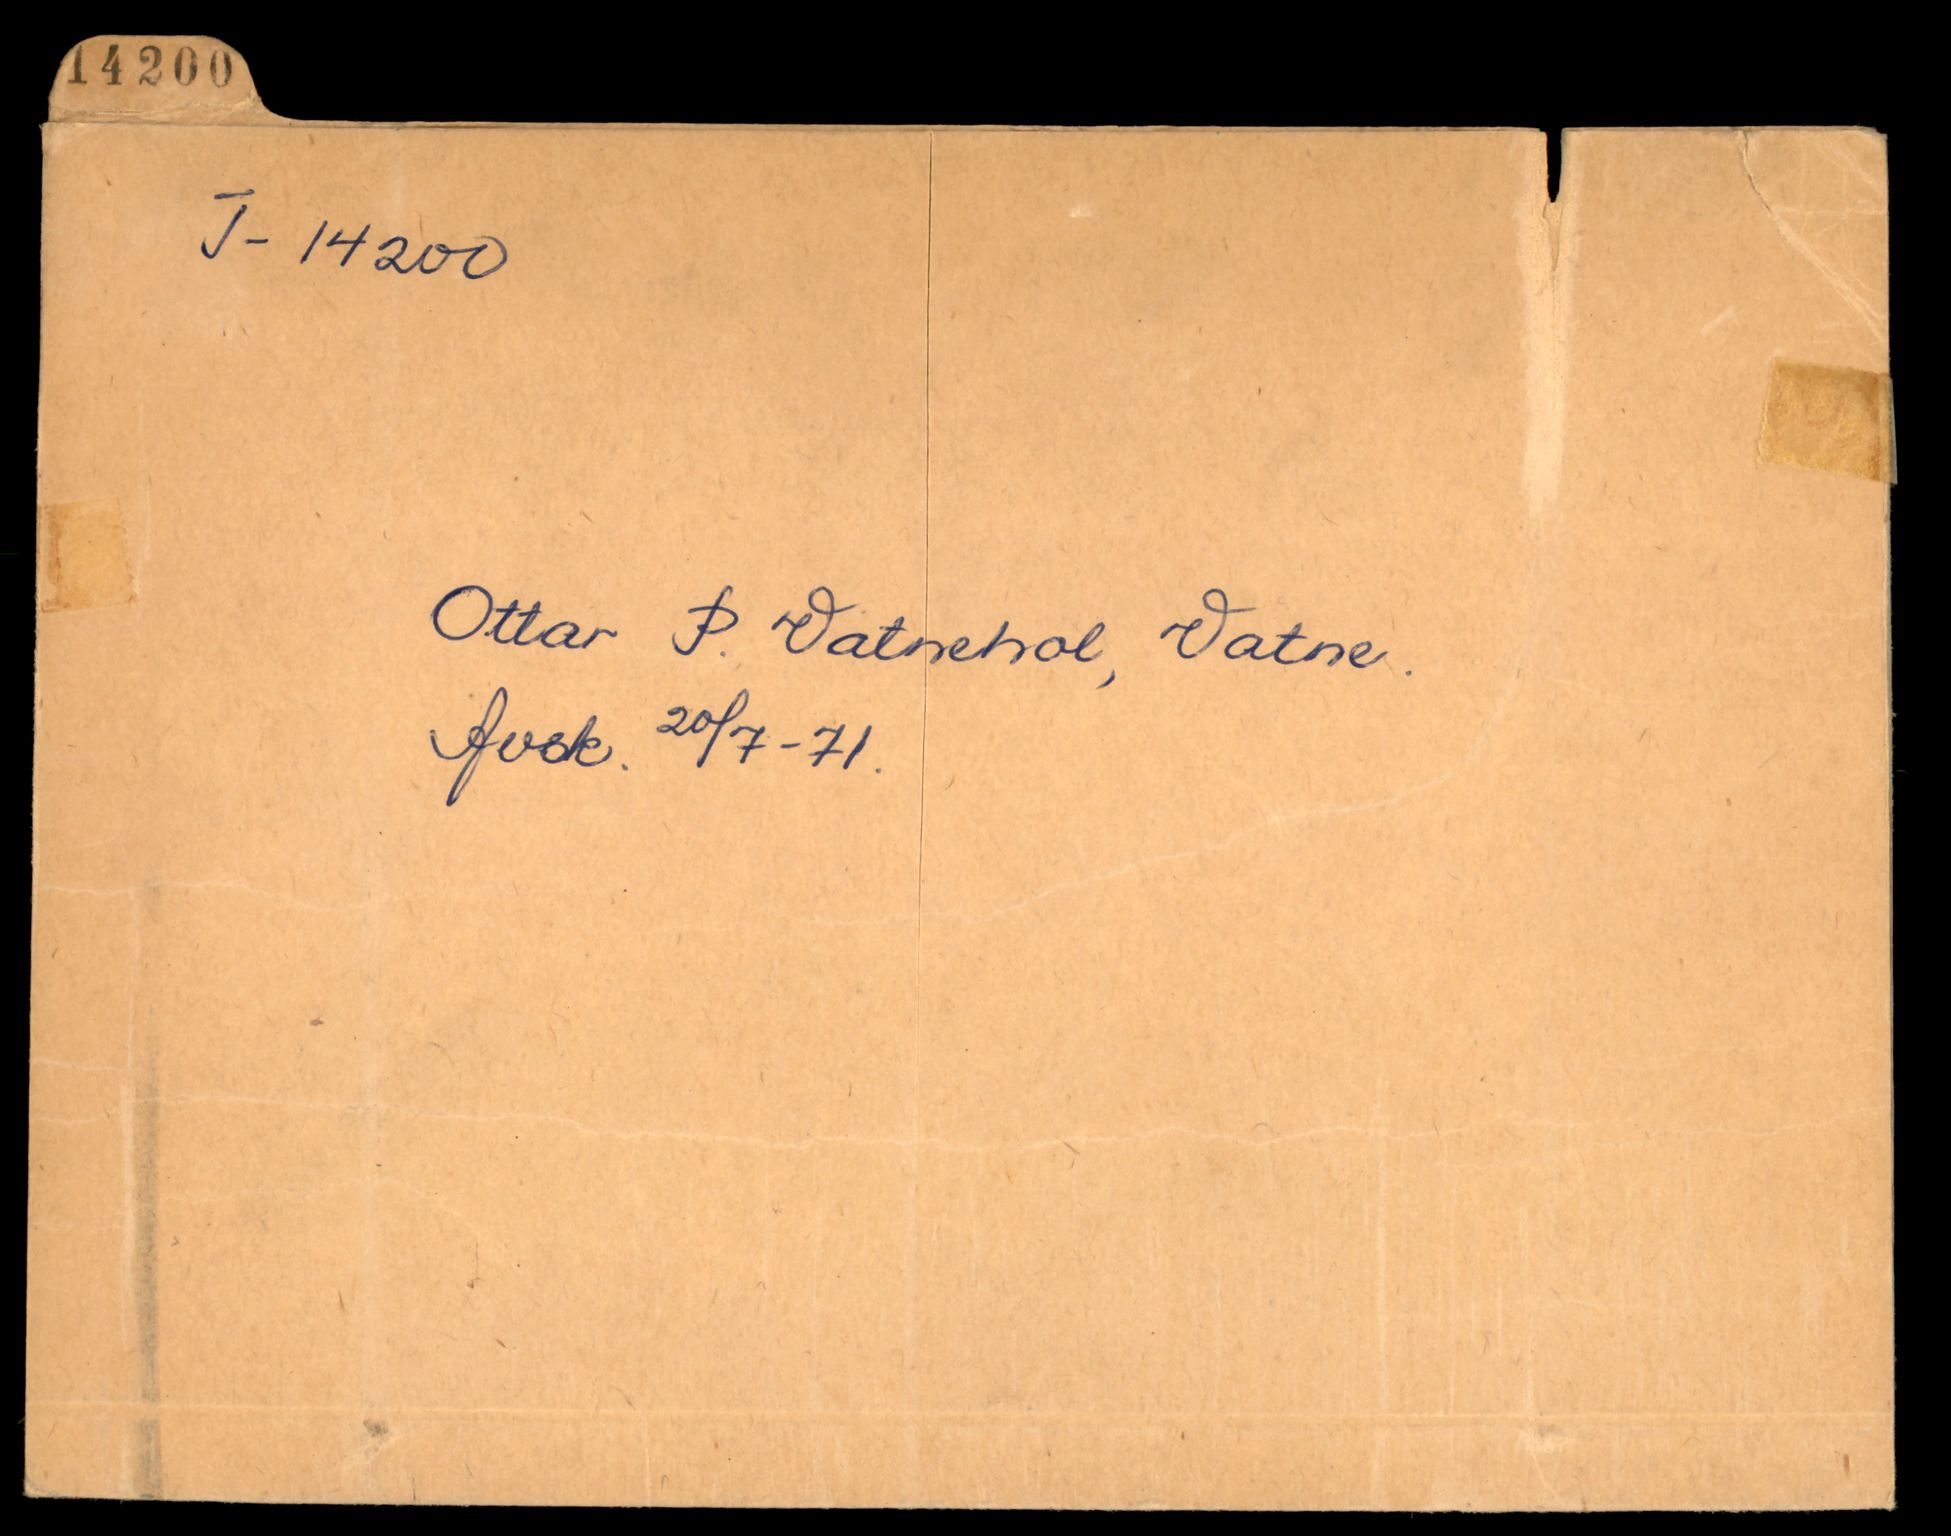 14200
T- 14200
Ottar P. Vatnehol, Vatne.
Avsk. 20/7-71.